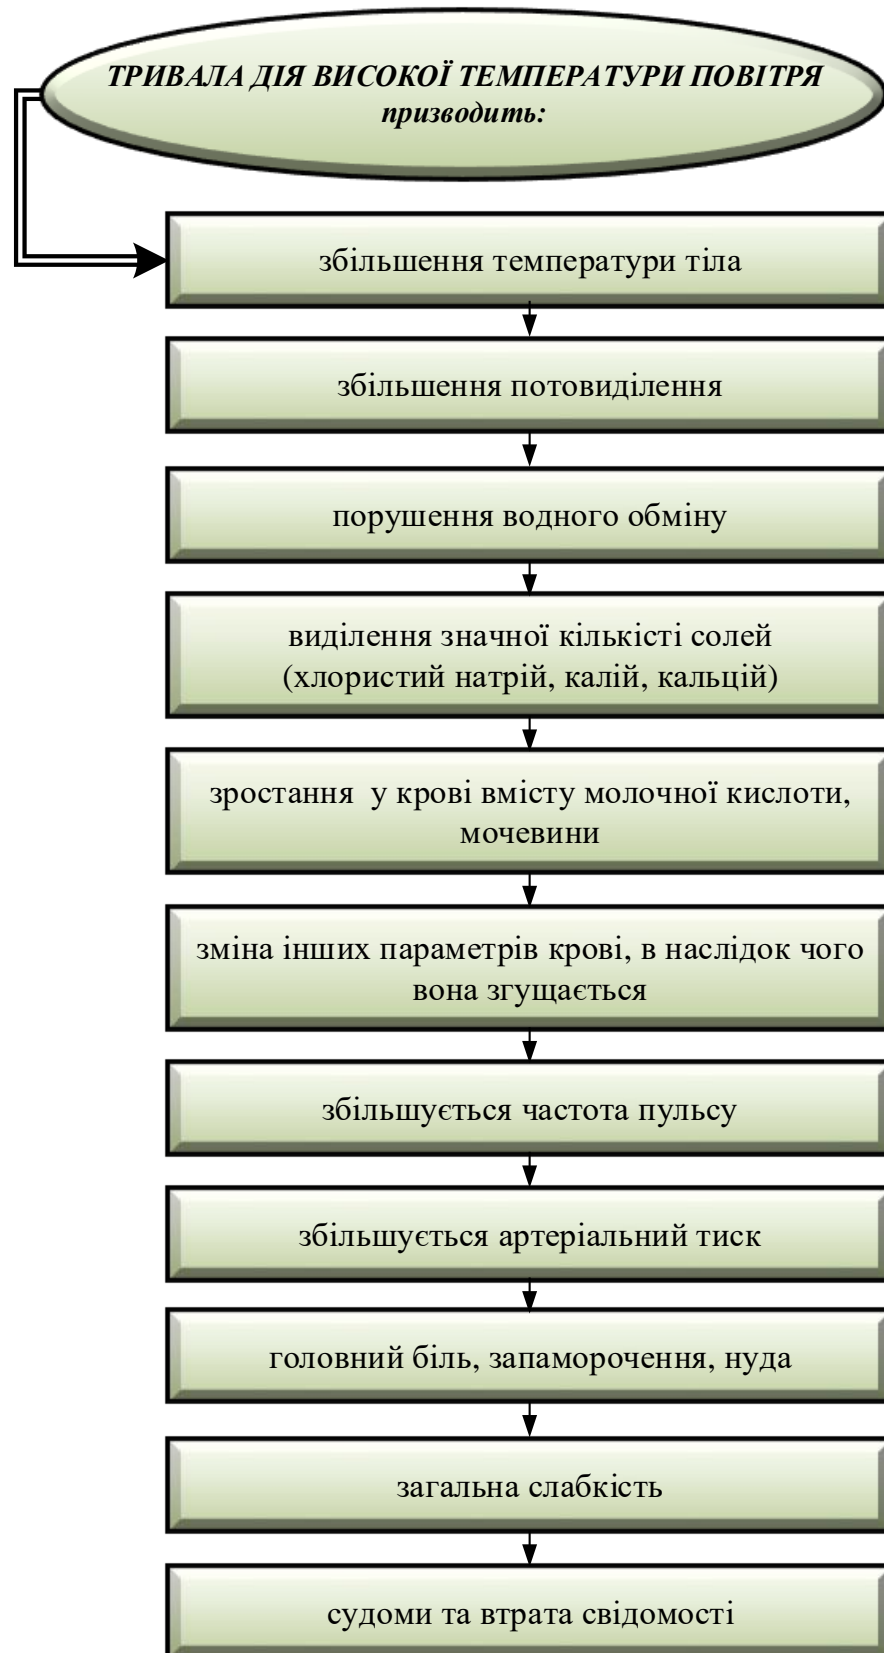 ТРИВАЛА ДІЯ ВИСОКОЇ ТЕМПЕРАТУРИ ПОВІТРЯ
призводить:
збільшення температури тіла
збільшення потовиділення
порушення водного обміну
виділення значної кількісті солей
(хлористий натрій, калій, кальцій)
зростання у крові вмісту молочної кислоти,
мочевини
зміна інших параметрів крові, в наслідок чого
вона згущається
збільшується частота пульсу
збільшується артеріальний тиск
головний біль, запаморочення, нуда
загальна слабкість
судоми та втрата свідомості